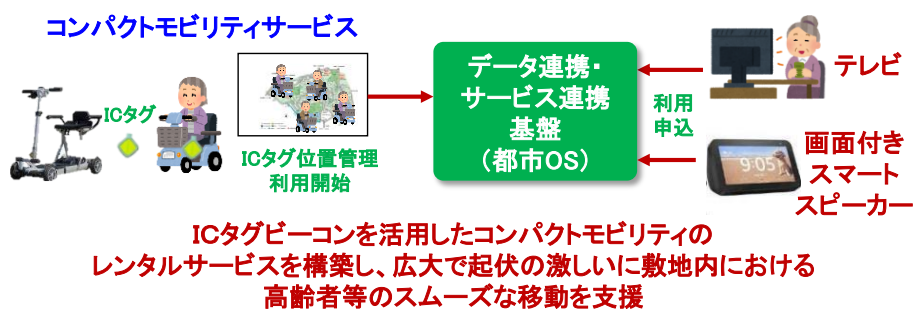 コンパクトモビリティサービス
ICタグ
ICタグ位置管理
利用開始
データ連携・
サービス連携
基盤
(都市OS)
利用
申込
テレビ
画面付き
スマート
スピーカー
9:05
ICタグビーコンを活用したコンパクトモビリティの
レンタルサービスを構築し、広大で起伏の激しいに敷地内における
高齢者等のスムーズな移動を支援